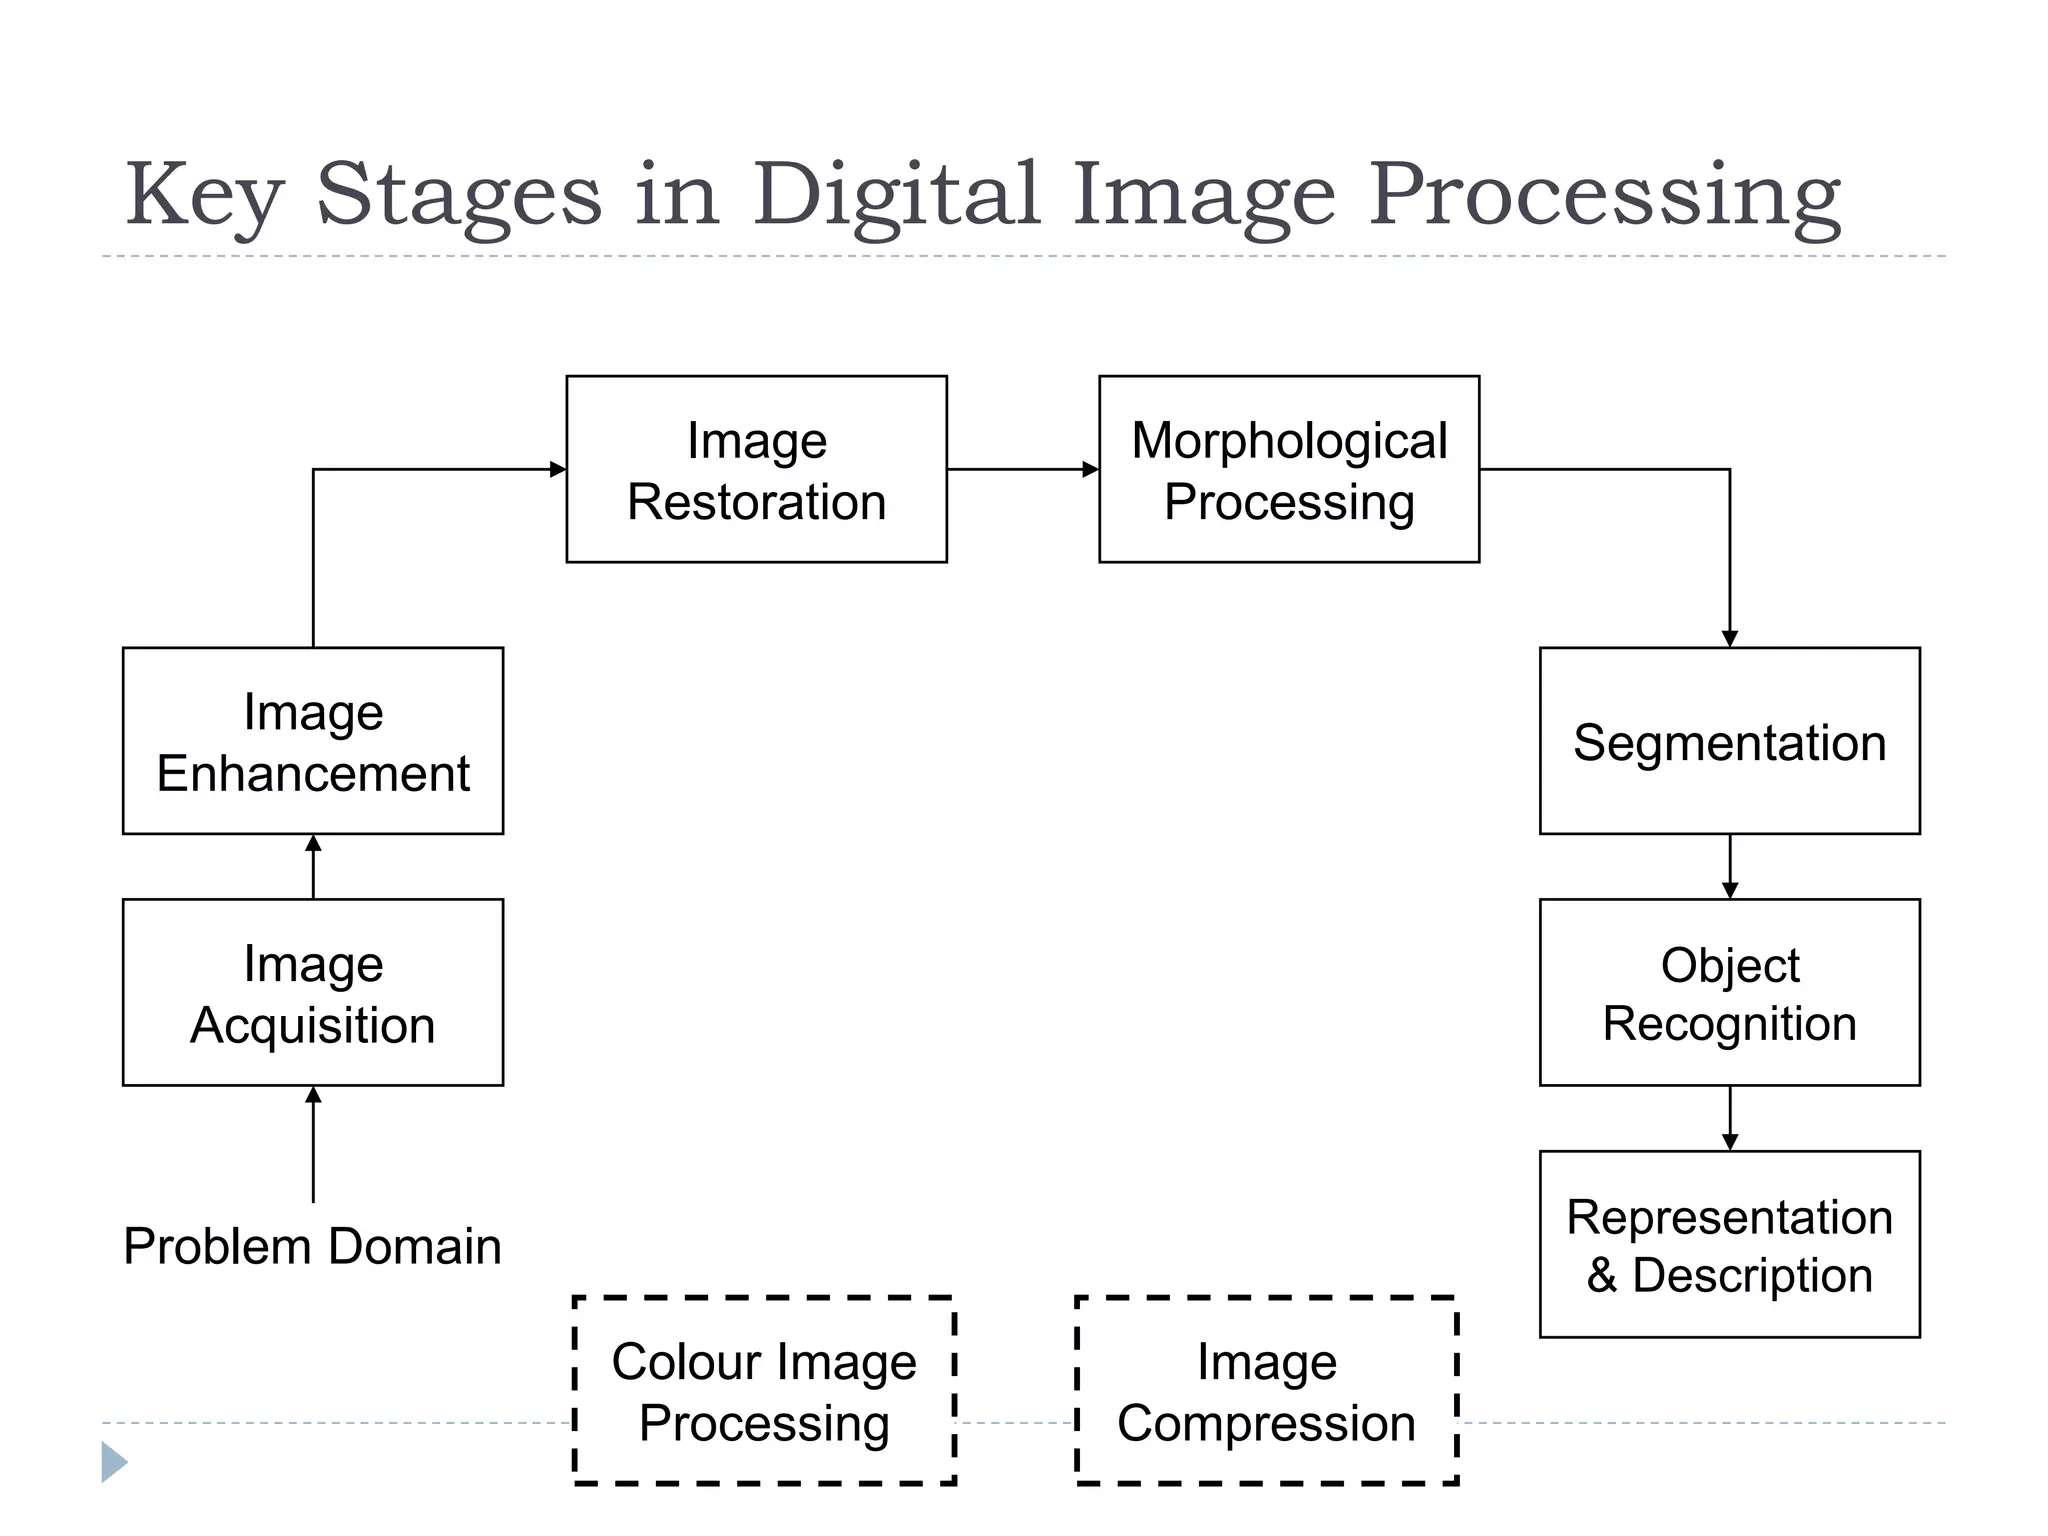 Key Stages in Digital Image Processing
Image
Restoration
Morphological
Processing
Image
Enhancement
Segmentation
Image
Acquisition
Object
Recognition
Problem Domain
Representation
& Description
Colour Image
Processing
Image
Compression